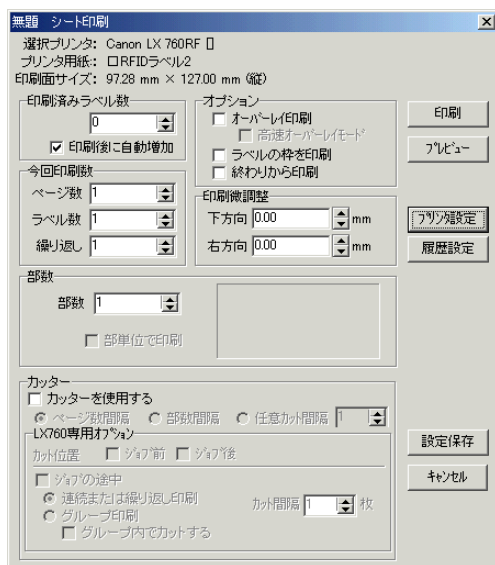 無題 シート印刷
選択プリンタ: Canon LX 760RF []
プリンタ用紙: □RFIDラベル2
印刷面サイズ: 97.28 mm × 127.00 mm (縦)
印刷済みラベル数
0
印刷後に自動増加
オプション
オーバーレイ印刷
高速オーバーレイモード
ラベルの枠を印刷
終わりから印刷
印刷
プレビュー
今回印刷数
ページ数 1
ラベル数 1
繰り返し 1
印刷微調整
下方向 0.00 mm
右方向 0.00 mm
プリンタ設定
履歴設定
部数
部数 1
部単位で印刷
カッター
カッターを使用する
ページ数間隔 部数間隔 任意カット間隔 1
LX760専用オプション
カット位置 ジョブ前 ジョブ後
ジョブの途中
連続または繰り返し印刷
カット間隔 1 枚
グループ印刷
グループ内でカットする
設定保存
キャンセル